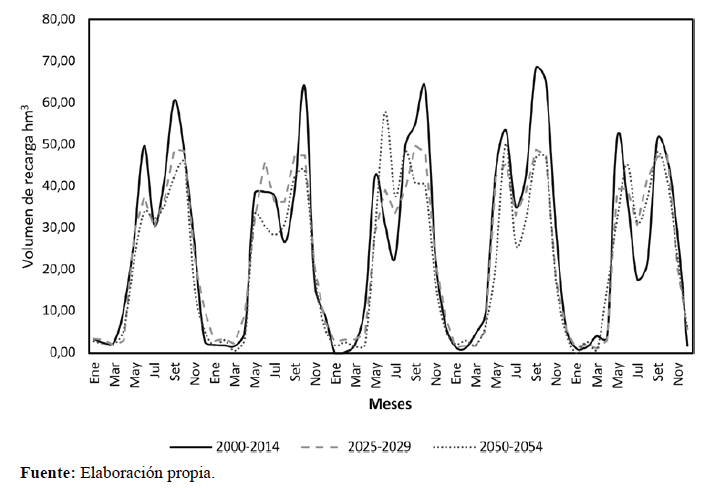 80,00
70,00
60,00
50,00
40,00
30,00
20,00
10,00
0,00
Volumen de recarga hm³
Ene Mar May Jul Set Nov Ene Mar May Jul Set Nov Ene Mar May Jul Set Nov Ene Mar May Jul Set Nov Ene Mar May Jul Set Nov
Meses
2000-2014 2025-2029 2050-2054
Fuente: Elaboración propia.